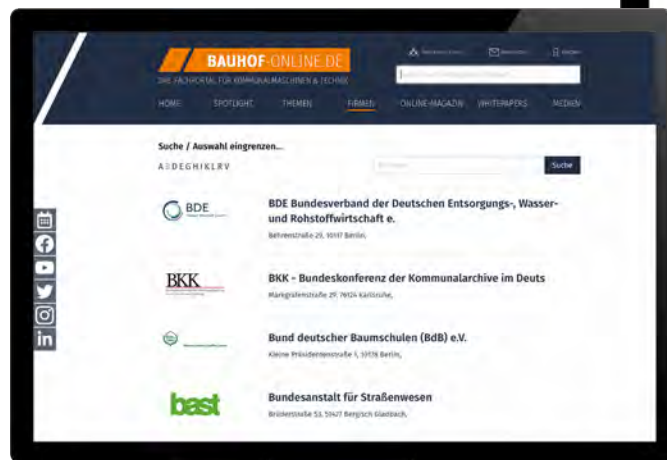 BAUHOF-ONLINE.DE
DAS FACHPORTAL FÜR KOMMUNALMASCHINEN & TECHNIK
HOME SPOTLIGHT THEMEN FIRMEN ONLINE-MAGAZIN WHITEPAPERS MEDIEN
Suche / Auswahl eingrenzen...
A B D E G H I K L R V
Suche
BDE
BDE Bundesverband der Deutschen Entsorgungs-, Wasser-
und Rohstoffwirtschaft e.
Behrenstraße 29, 10117 Berlin,
BKK
BKK - Bundeskonferenz der Kommunalarchive im Deuts
Markgrafenstraße 29, 76124 Karlsruhe,
Bund deutscher Baumschulen (BdB) e.V.
Kleine Präsidentenstraße 1, 10178 Berlin,
bast
Bundesanstalt für Straßenwesen
Brüderstraße 53, 51427 Bergisch Gladbach,
in